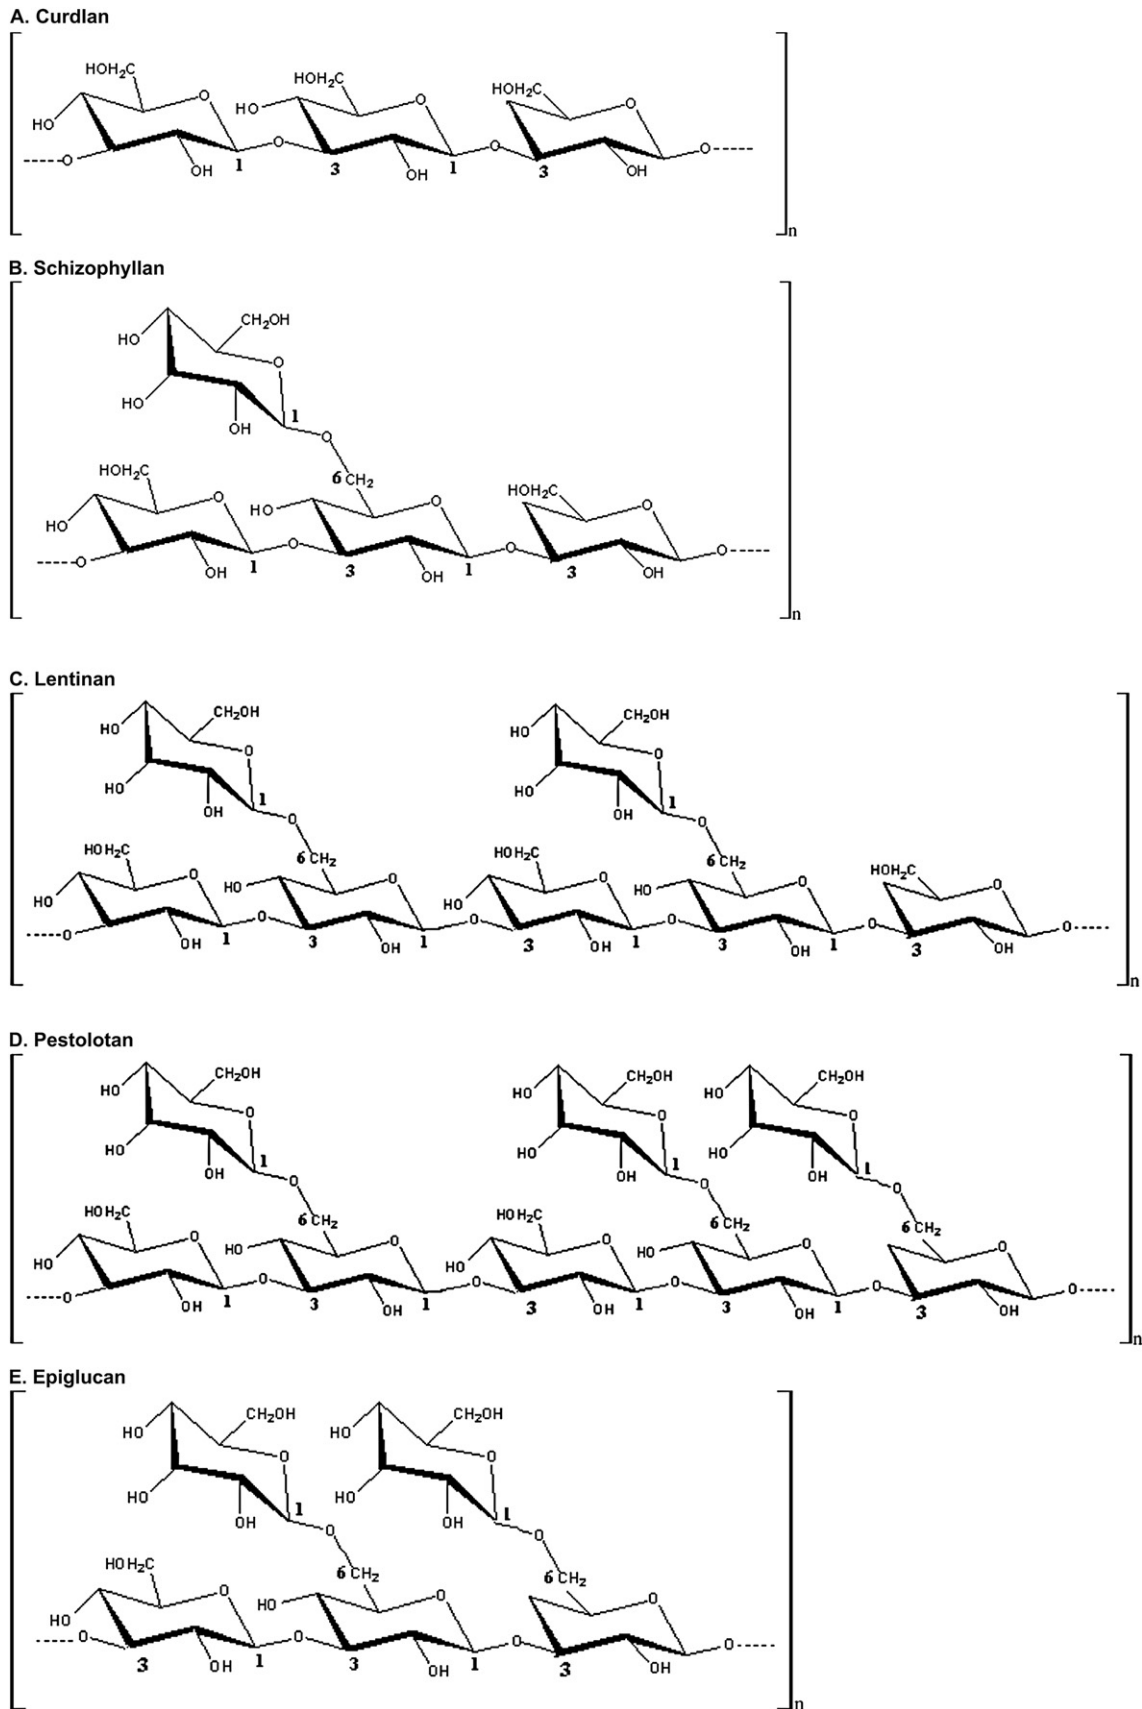 A. Curdlan
HOH2C HOH2C HOH2C
HO O HO O O
O O O O
OH OH OH
1 3 1 3
n
B. Schizophyllan
CH2OH
HO
O
HO
OH
1
O
HOH2C 6 CH2
HO O HO O HOH2C O
O O O O
OH OH OH
1 3 1 3
n
C. Lentinan
CH2OH CH2OH
HO HO
O O
HO HO
OH OH
1 1
O O
HOH2C 6 CH2 HOH2C 6 CH2 HOH2C
HO O HO O HO O HO O O
O O O O O O
OH OH OH OH OH
1 3 1 3 1 3 1 3
n
D. Pestolotan
CH2OH CH2OH CH2OH
HO HO HO
O O O
HO HO HO
OH OH OH
1 1 1
O O O
HOH2C 6 CH2 HOH2C 6 CH2 6 CH2
HO O HO O HO O HO O O
O O O O O O
OH OH OH OH OH
1 3 1 3 1 3 1 3
n
E. Epiglucan
CH2OH CH2OH
HO HO
O O
HO HO
OH OH
1 1
O O
HOH2C 6 CH2 6 CH2
HO O HO O O
O O O O
OH OH OH
3 1 3 1 3
n